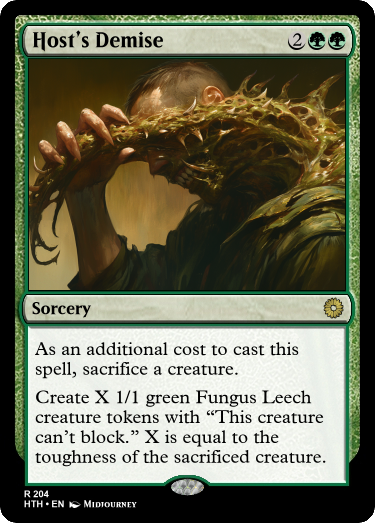 Host's Demise 2
Sorcery
As an additional cost to cast this
spell, sacrifice a creature.
Create X 1/1 green Fungus Leech
creature tokens with “This creature
can't block.” X is equal to the
toughness of the sacrificed creature.
R 204
HTH • EN Midjourney